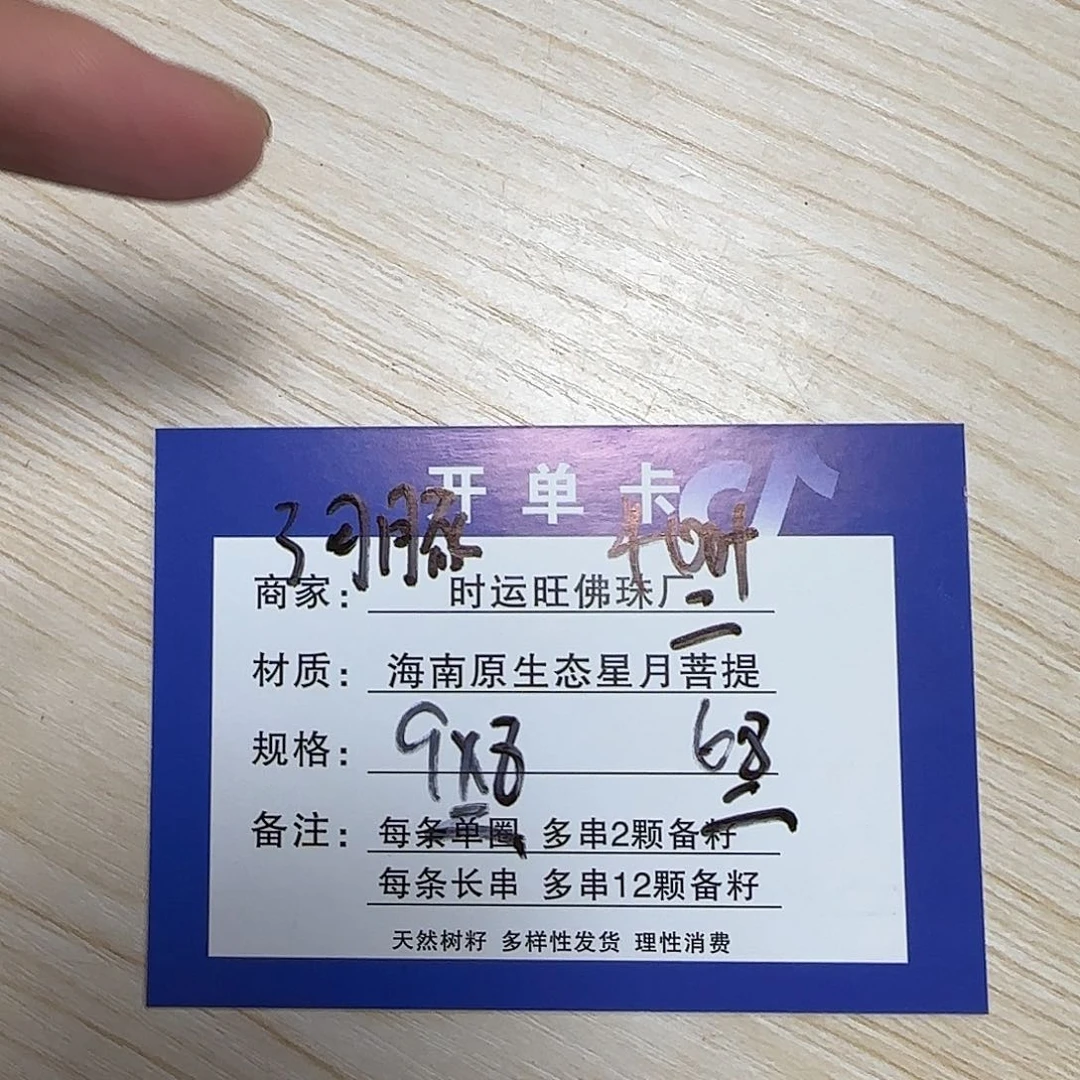 开单卡
商家: 时运旺佛珠厂
材质: 海南原生态星月菩提
规格: 9x8 68
备注: 每条单圈 多串2颗备籽
每条长串 多串12颗备籽
天然树籽 多样性发货 理性消费